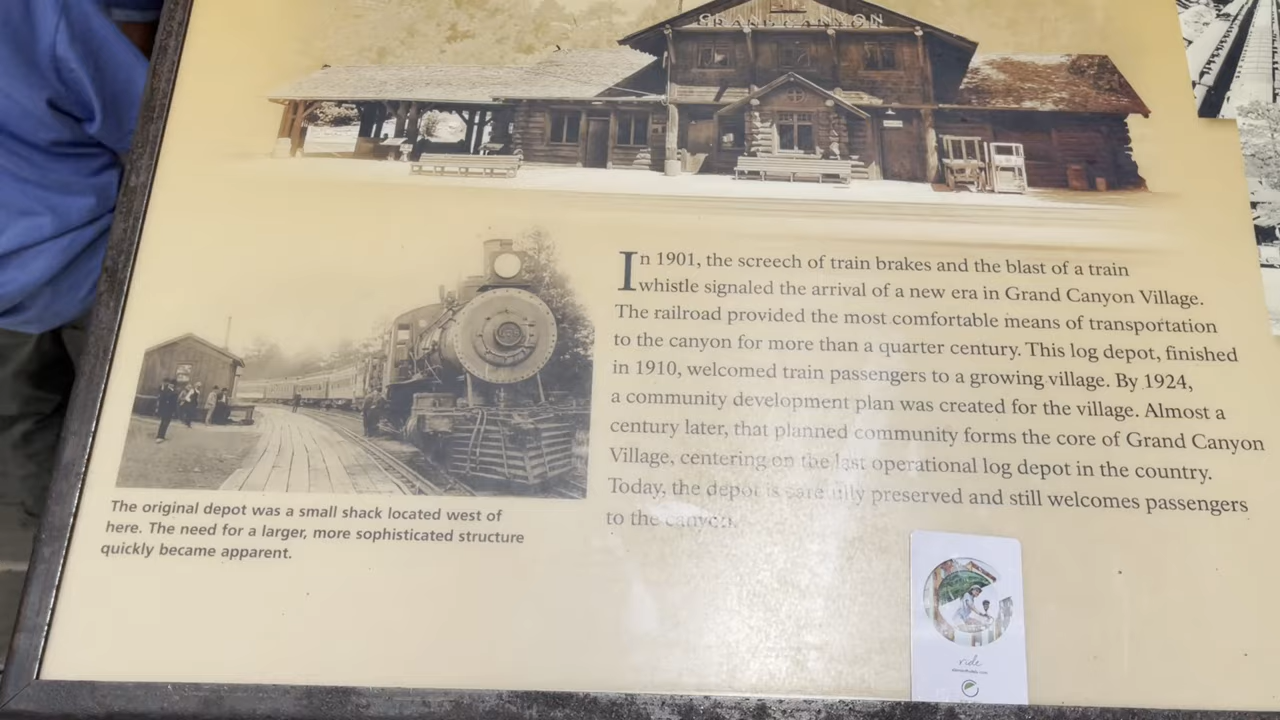 GRAND CANYON
In 1901, the screech of train brakes and the blast of a train
whistle signaled the arrival of a new era in Grand Canyon Village.
The railroad provided the most comfortable means of transportation
to the canyon for more than a quarter century. This log depot, finished
in 1910, welcomed train passengers to a growing village. By 1924,
a community development plan was created for the village. Almost a
century later, that planned community forms the core of Grand Canyon
Village, centering on the last operational log depot in the country.
Today, the depot is carefully preserved and still welcomes passengers
to the canyon.
The original depot was a small shack located west of
here. The need for a larger, more sophisticated structure
quickly became apparent.
ride